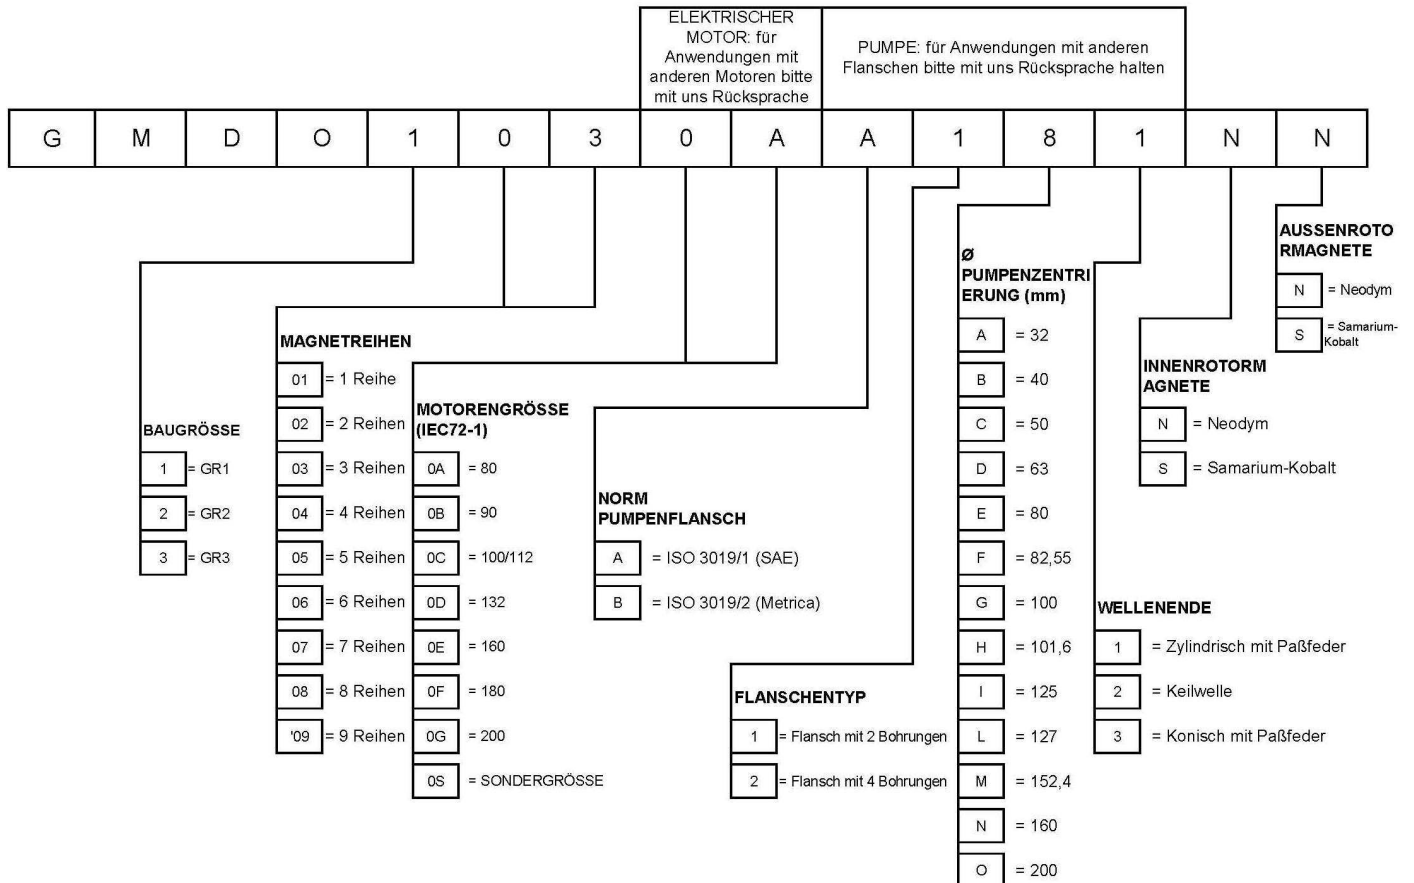 ELEKTRISCHER
MOTOR: für
Anwendungen mit
anderen Motoren bitte
mit uns Rücksprache
PUMPE: für Anwendungen mit anderen
Flanschen bitte mit uns Rücksprache halten
G M D O 1 0 3 0 A A 1 8 1 N N
BAUGRÖSSE
1 = GR1
2 = GR2
3 = GR3
MAGNETREIHEN
01 = 1 Reihe
02 = 2 Reihen
03 = 3 Reihen
04 = 4 Reihen
05 = 5 Reihen
06 = 6 Reihen
07 = 7 Reihen
08 = 8 Reihen
'09 = 9 Reihen
MOTORENGRÖSSE
(IEC72-1)
0A = 80
0B = 90
0C = 100/112
0D = 132
0E = 160
0F = 180
0G = 200
0S = SONDERGRÖSSE
NORM
PUMPENFLANSCH
A = ISO 3019/1 (SAE)
B = ISO 3019/2 (Metrica)
FLANSCHENTYP
1 = Flansch mit 2 Bohrungen
2 = Flansch mit 4 Bohrungen
Ø
PUMPENZENTRI
ERUNG (mm)
A = 32
B = 40
C = 50
D = 63
E = 80
F = 82,55
G = 100
H = 101,6
I = 125
L = 127
M = 152,4
N = 160
O = 200
WELLENENDE
1 = Zylindrisch mit Paßfeder
2 = Keilwelle
3 = Konisch mit Paßfeder
INNENROTORM
AGNETE
N = Neodym
S = Samarium-Kobalt
AUSSENROTO
RMAGNETE
N = Neodym
S = Samarium-
Kobalt